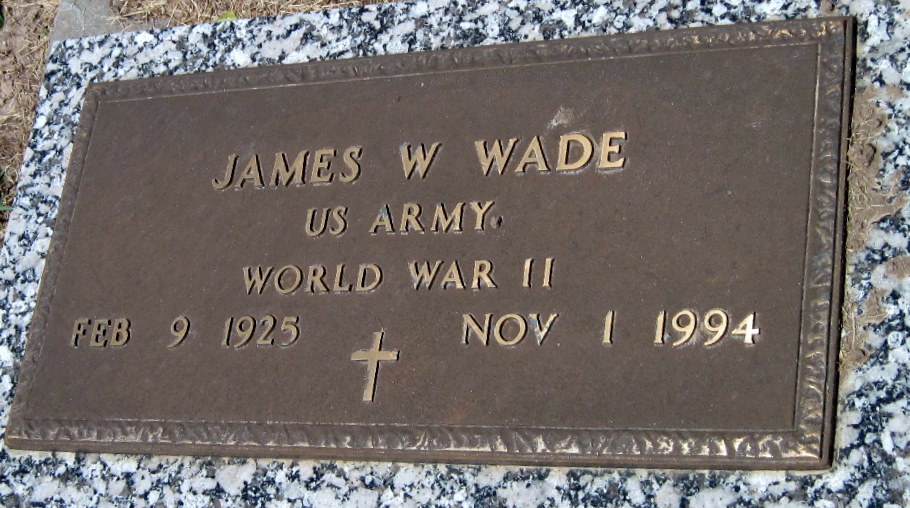 JAMES W WADE
US ARMY
WORLD WAR II
FEB 9 1925 NOV 1 1994